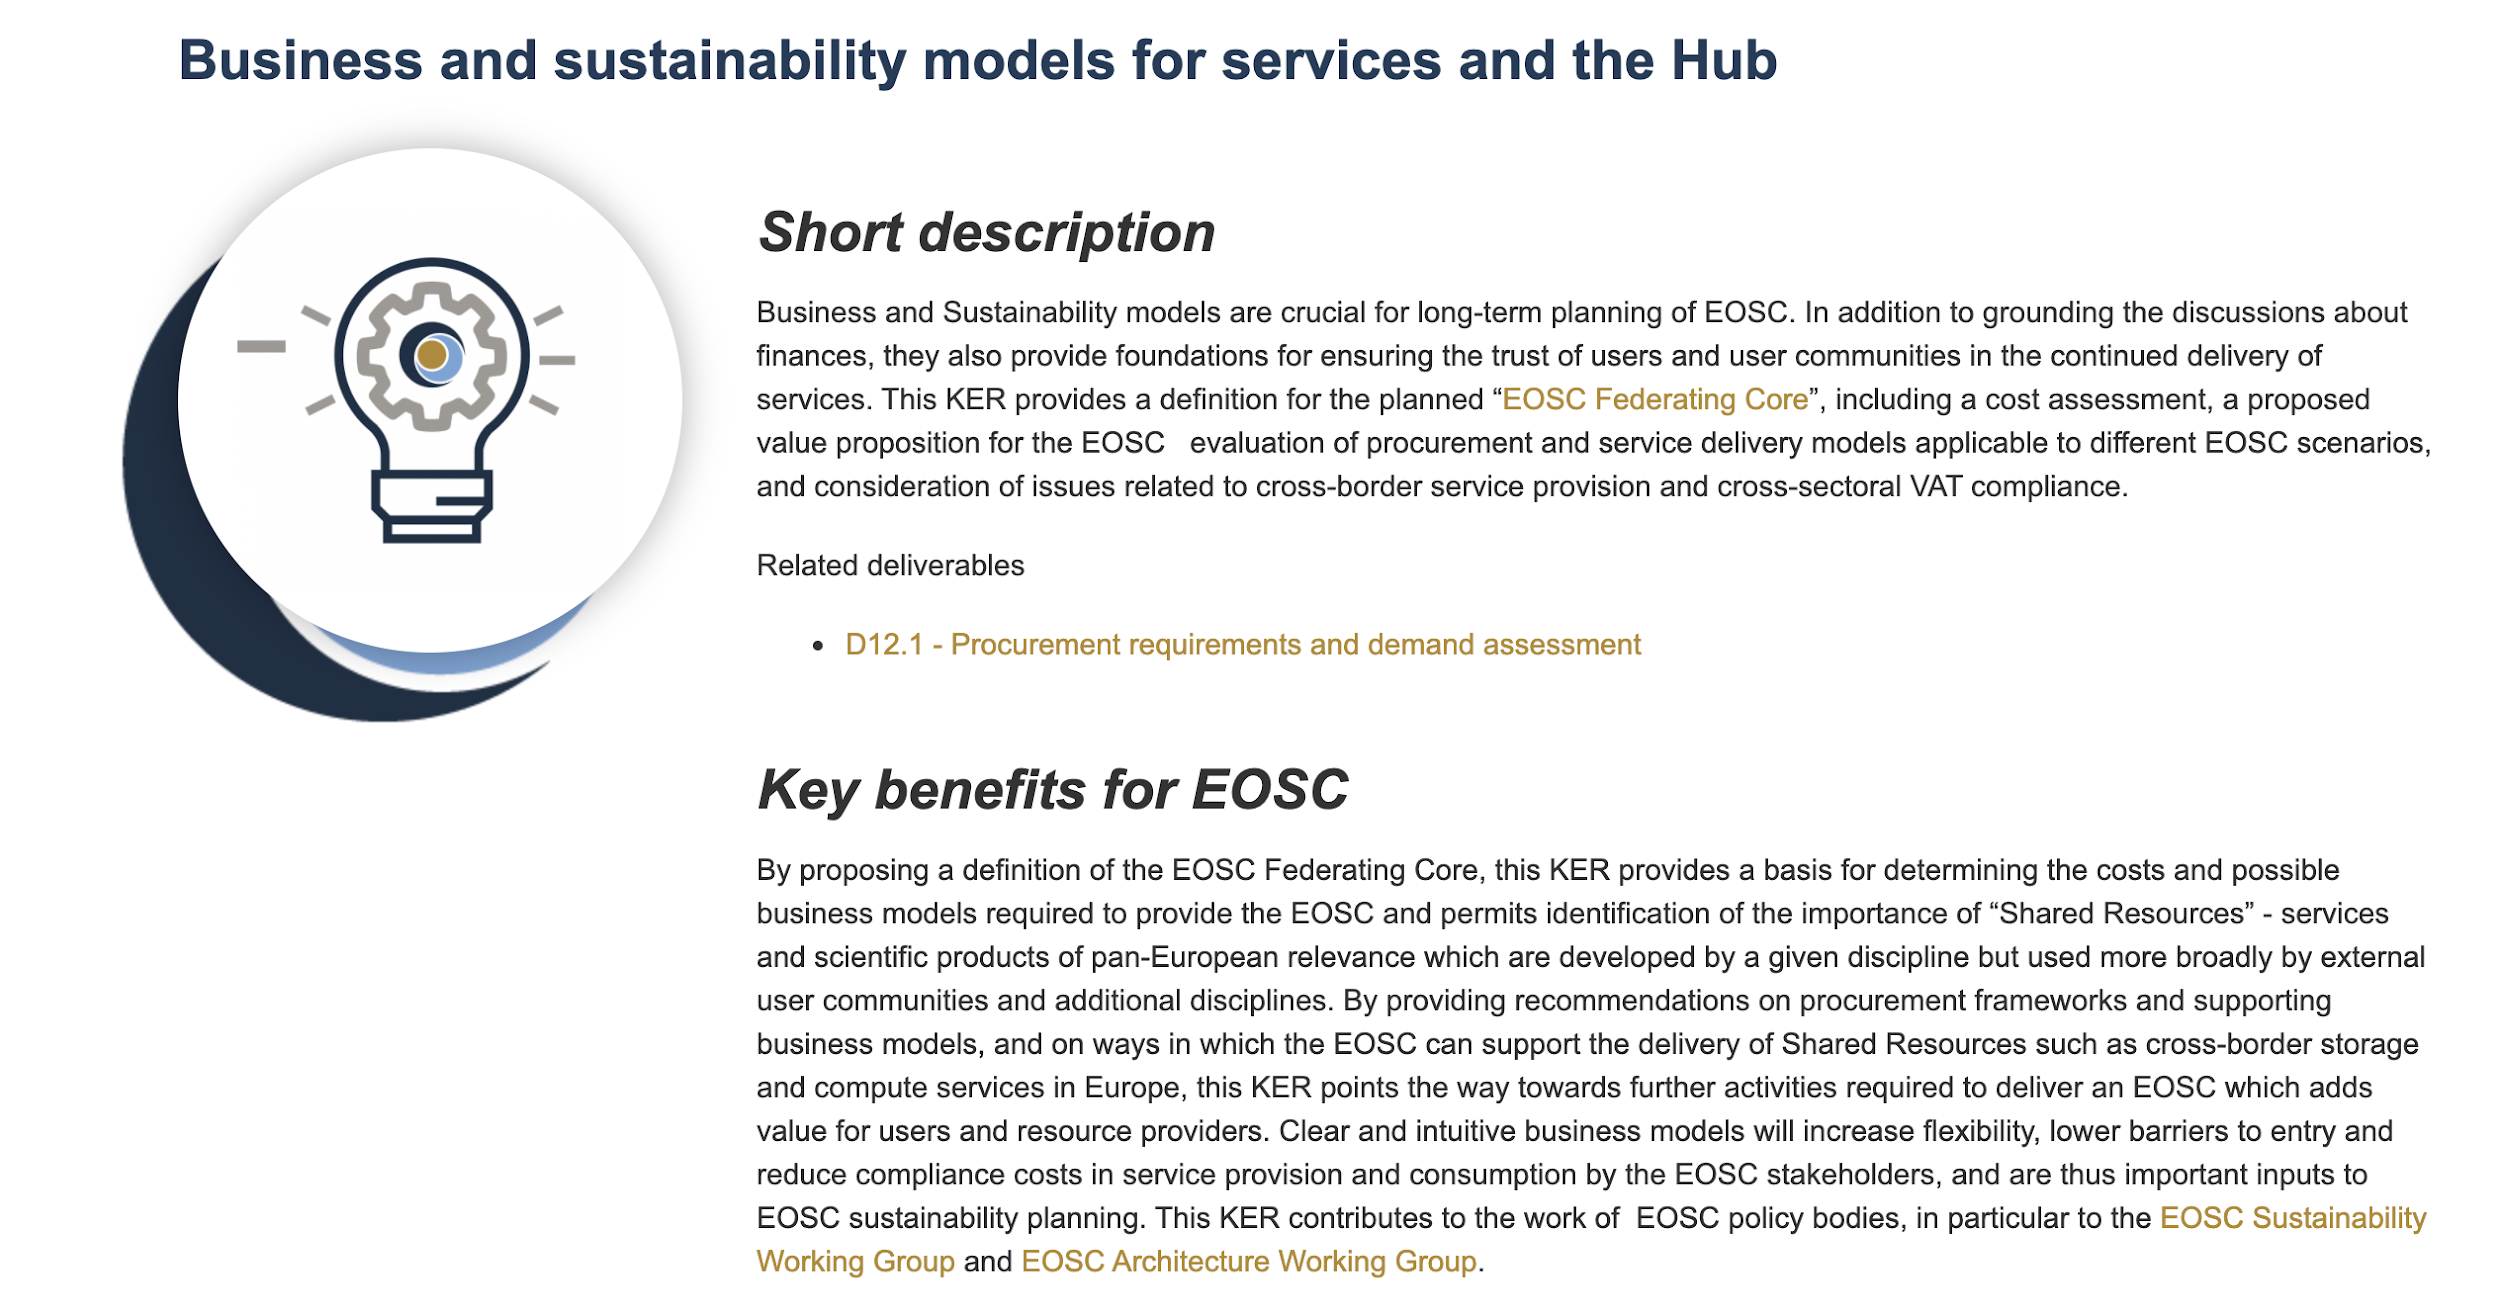 Business and sustainability models for services and the Hub
Short description
Business and Sustainability models are crucial for long-term planning of EOSC. In addition to grounding the discussions about
finances, they also provide foundations for ensuring the trust of users and user communities in the continued delivery of
services. This KER provides a definition for the planned “EOSC Federating Core”, including a cost assessment, a proposed
value proposition for the EOSC   evaluation of procurement and service delivery models applicable to different EOSC scenarios,
and consideration of issues related to cross-border service provision and cross-sectoral VAT compliance.
Related deliverables
• D12.1 - Procurement requirements and demand assessment
Key benefits for EOSC
By proposing a definition of the EOSC Federating Core, this KER provides a basis for determining the costs and possible
business models required to provide the EOSC and permits identification of the importance of “Shared Resources” - services
and scientific products of pan-European relevance which are developed by a given discipline but used more broadly by external
user communities and additional disciplines. By providing recommendations on procurement frameworks and supporting
business models, and on ways in which the EOSC can support the delivery of Shared Resources such as cross-border storage
and compute services in Europe, this KER points the way towards further activities required to deliver an EOSC which adds
value for users and resource providers. Clear and intuitive business models will increase flexibility, lower barriers to entry and
reduce compliance costs in service provision and consumption by the EOSC stakeholders, and are thus important inputs to
EOSC sustainability planning. This KER contributes to the work of  EOSC policy bodies, in particular to the EOSC Sustainability
Working Group and EOSC Architecture Working Group.